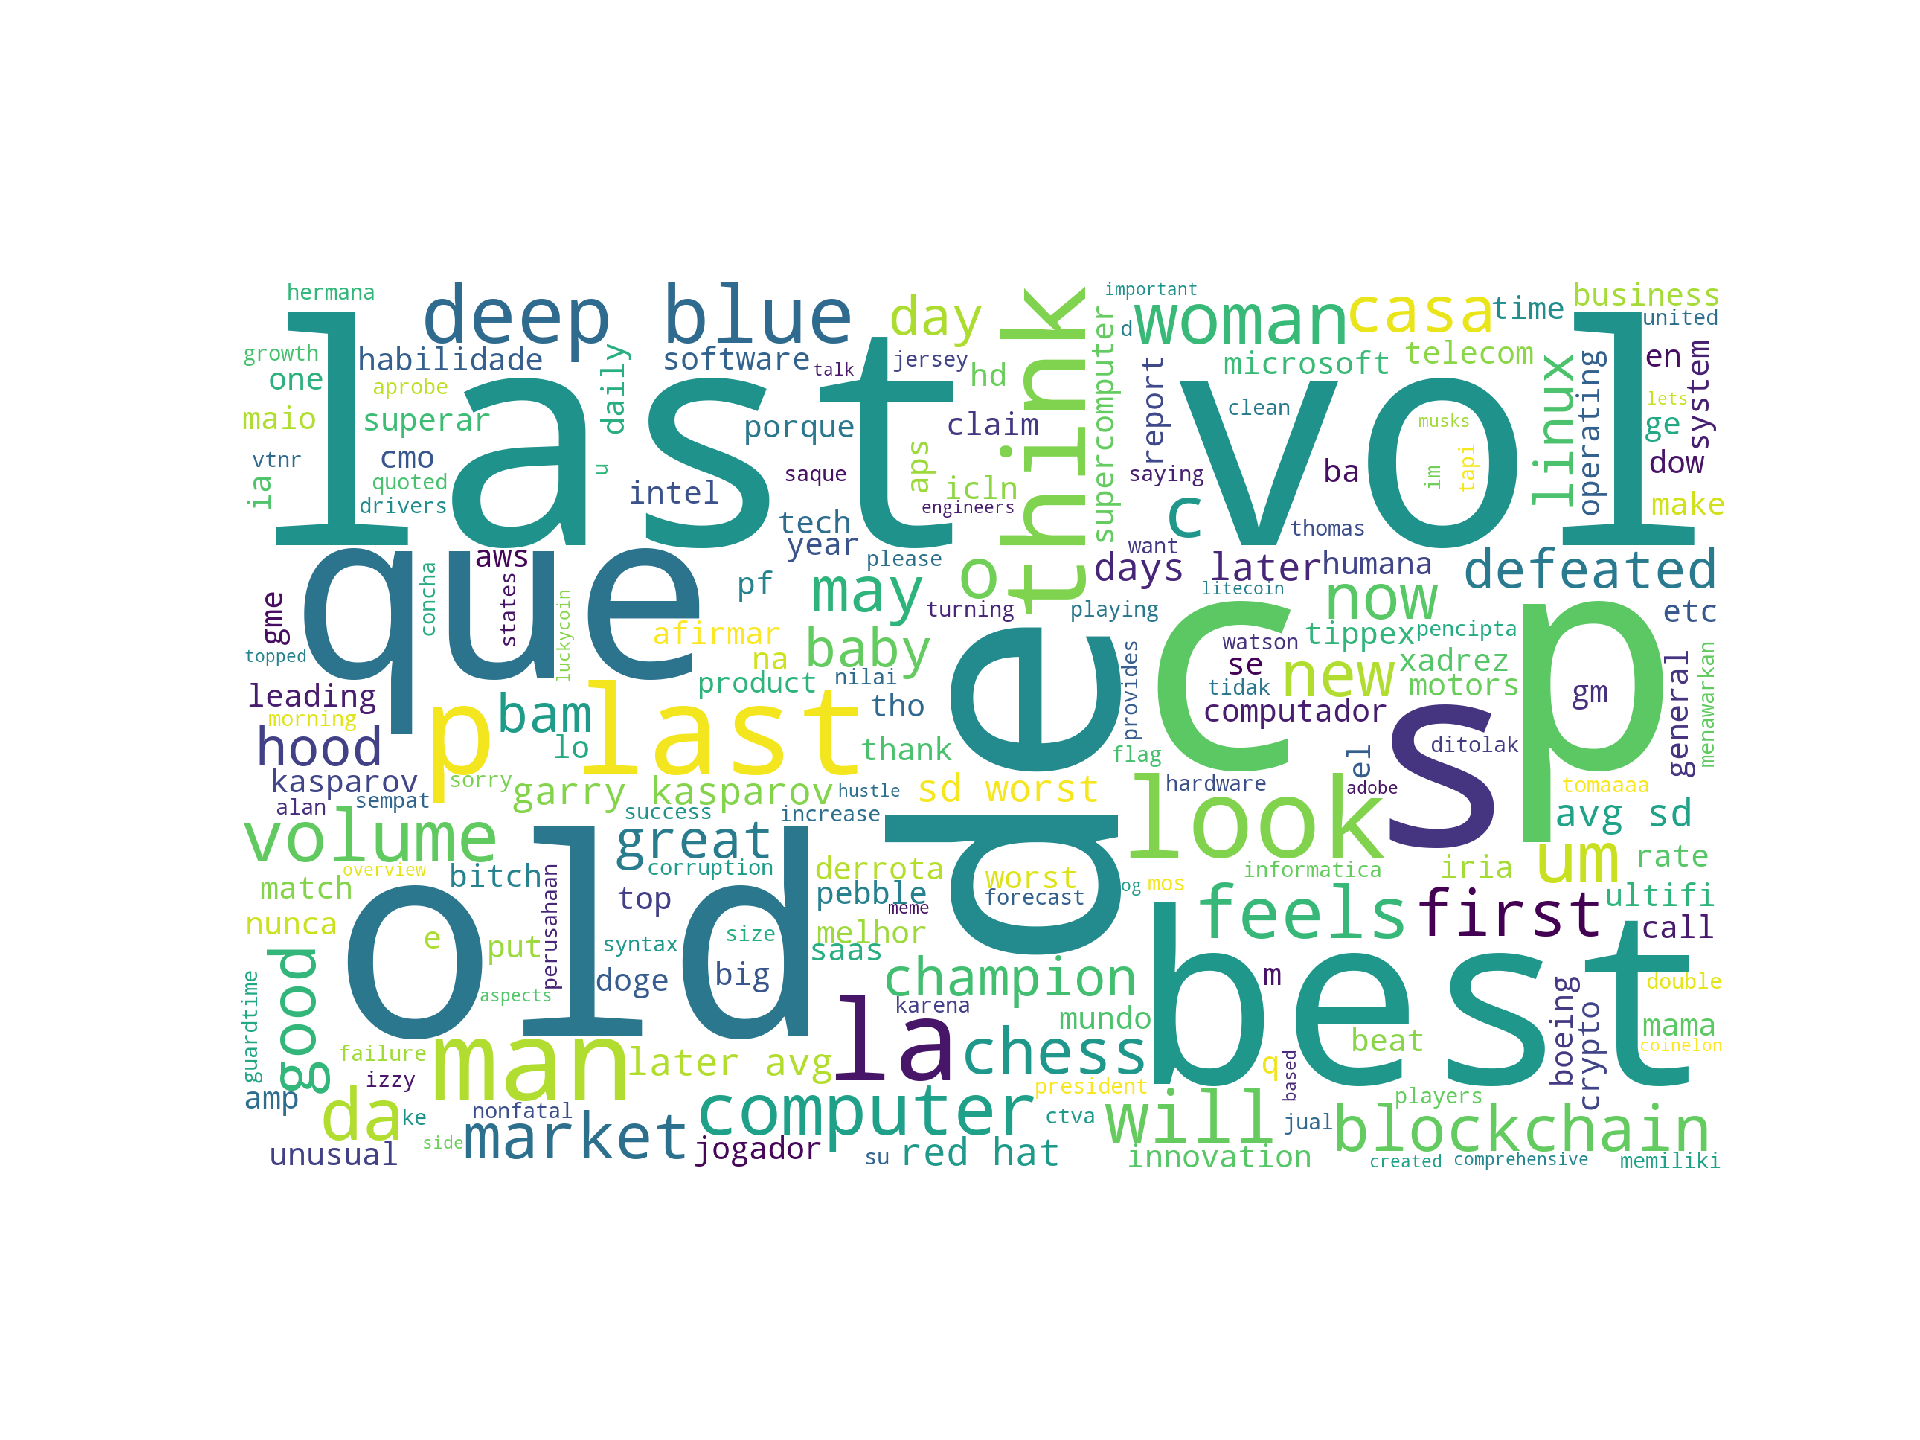 hermana
deep blue
day
think
important
d
woman
casa
time
business
united
growth
one
habilidade
aprobe
daily
software
talk
jersey
hd
supercomputer
microsoft
telecom
linux
operating
en
system
lets
maio
superar
last
porque
claim
report
clean
vol
musks
ge
vtnr
cmo
quoted
u
ia
drivers
intel
saque
aps
icln
engineers
saying
ba
im
tapi
dow
make
tech
year
c
thomas
que
concha
aws
states
luckycoin
please
pf
may
o
want
days later
humana
defeated
gme
turning
playing
litecoin
now
etc
topped
afirmar
na
baby
de
provides
c
watson
tippex
pencipta
p
leading
product
nilai
se
new
xadrez
general
menawarkan
morning
p
bam
last
tho
tidak
computador
motors
s
gm
hood
lo
thank
flag
el
ditolak
kasparov
sorry
garry kasparov
hustle
sd worst
hardware
adobe
tomaaaa
alan
sempat
success
increase
look
avg sd
volume
old
great
overview
bitch
corruption
derrota
worst
informatica
iria
um
rate
match
perusahaan
top
pebble
meme
forecast
og
mos
feels
first
ultifi
nunca
e
put
syntax
size
melhor
saas
best
call
good
guardtime
aspects
doge
big
champion
m
boeing
double
karena
mundo
crypto
mama
failure
man
later avg
la
chess
q
based
beat
coinelon
izzy
amp
da
ke
nonfatal
computer
president
ctva
will
jual
players
blockchain
unusual
side
market
jogador
su
red hat
innovation
created
comprehensive
memiliki